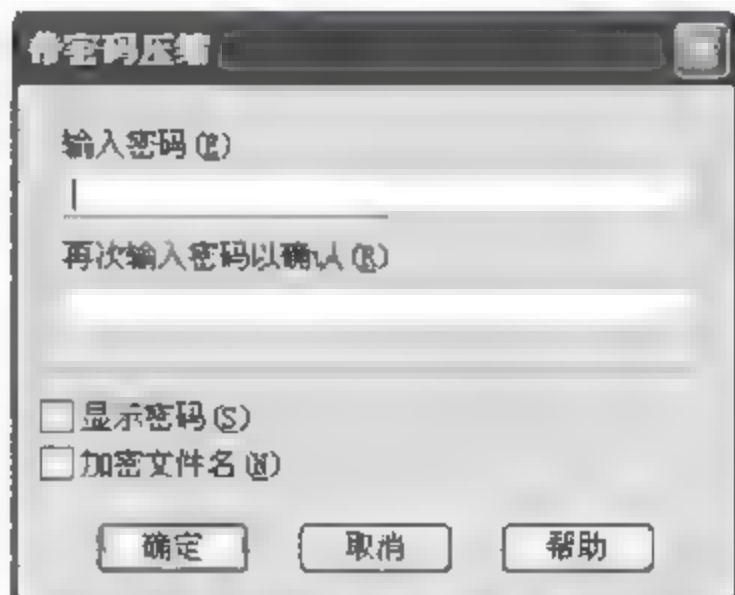 带密码压缩
输入密码(E)
再次输入密码以确认(R)
显示密码(S)
加密文件名(N)
确定 取消 帮助